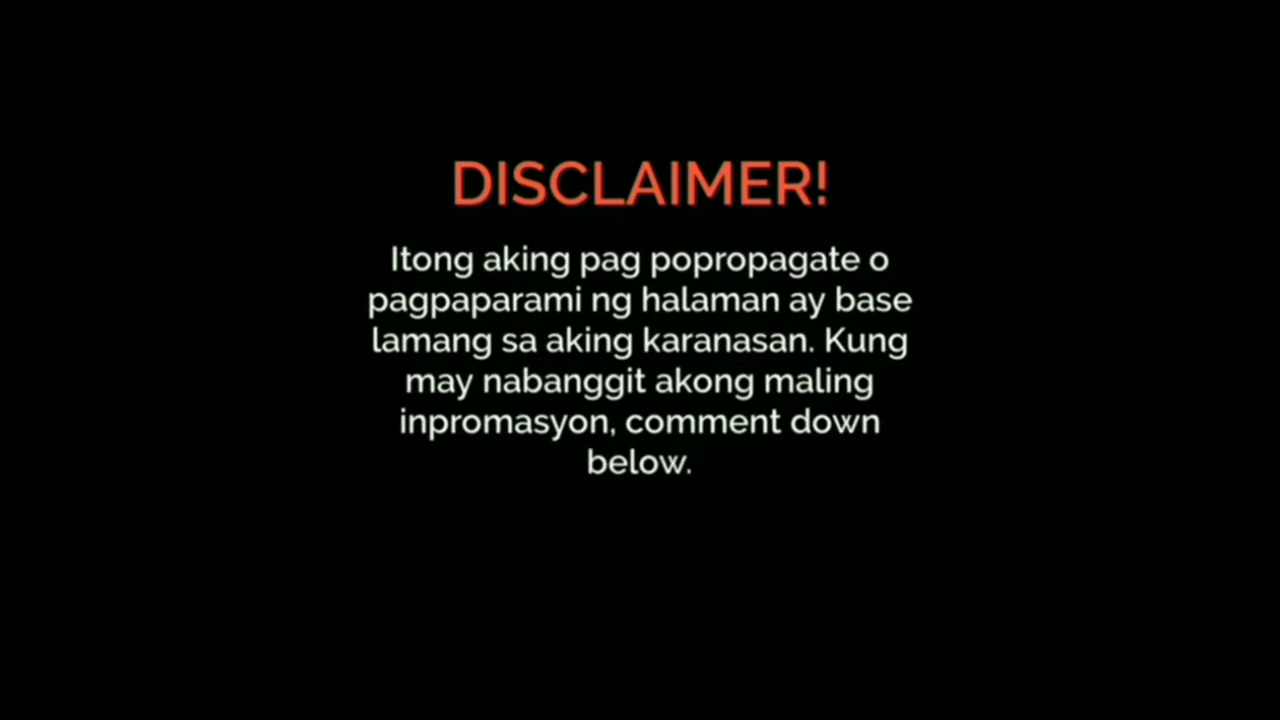 DISCLAIMER!
Itong aking pag popropagate o
pagpaparami ng halaman ay base
lamang sa aking karanasan. Kung
may nabanggit akong maling
inpromasyon, comment down
below.